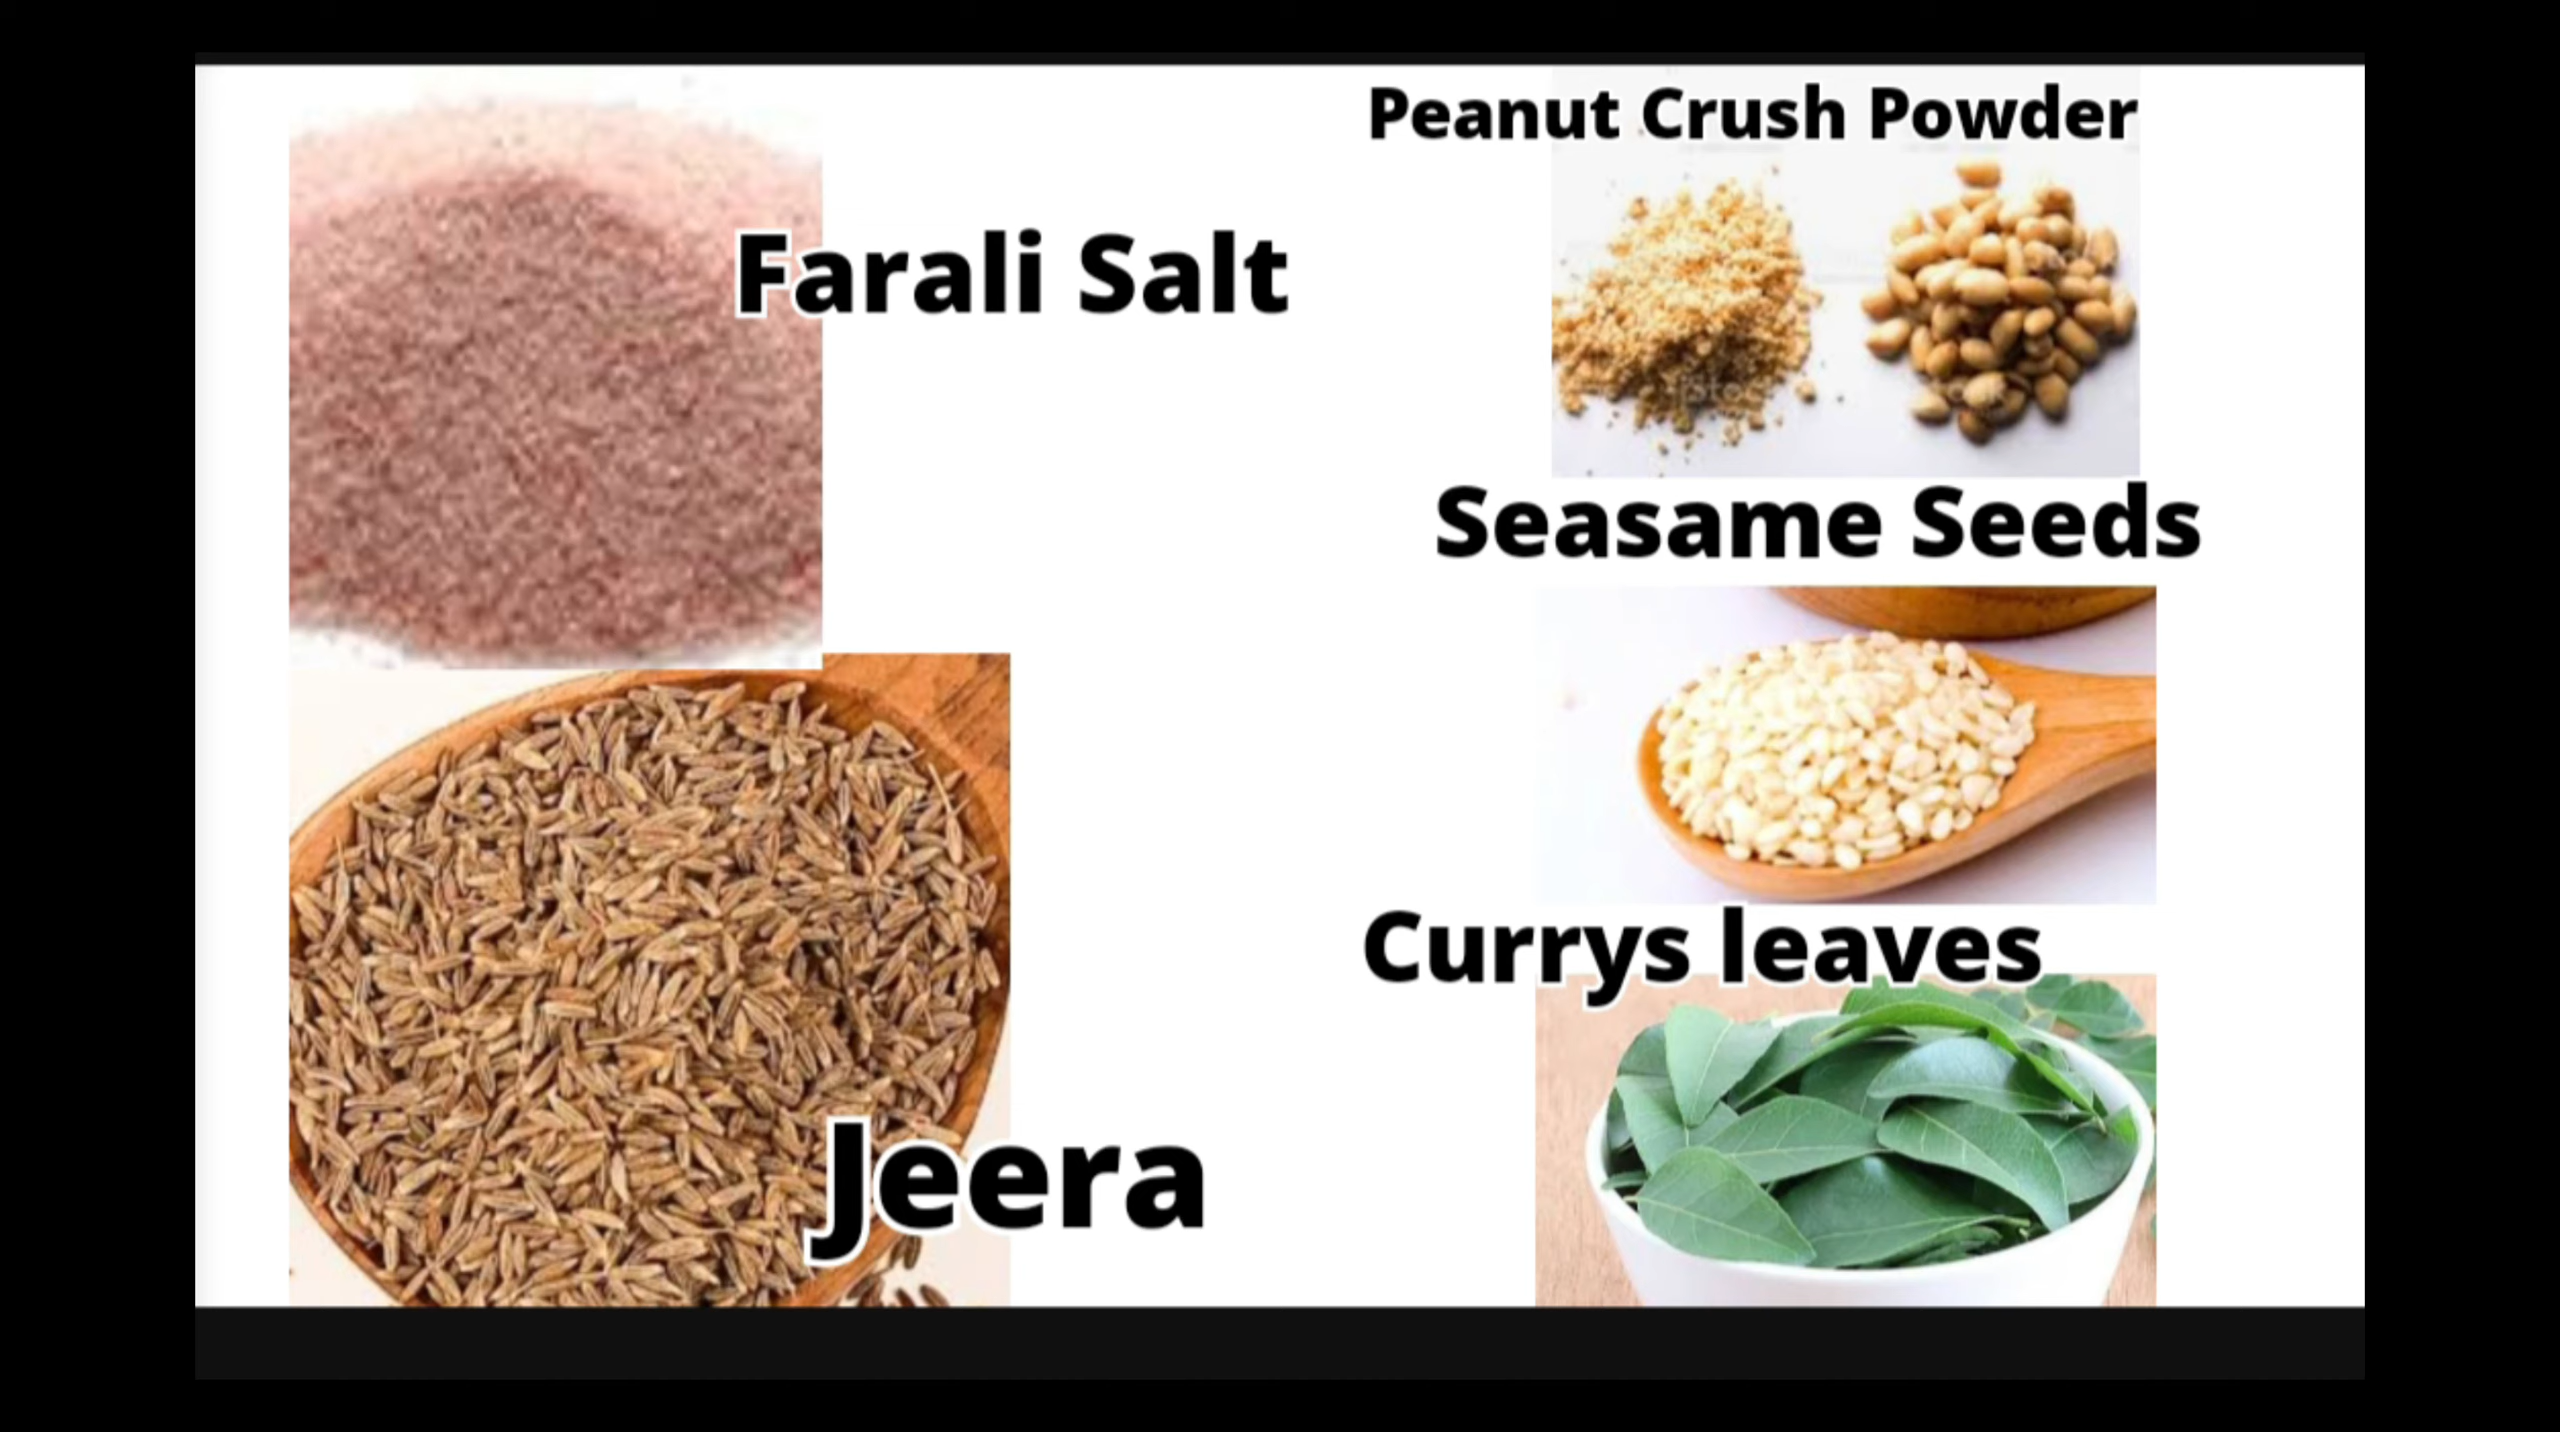 Peanut Crush Powder
Farali Salt
Seasame Seeds
Currys leaves
Jeera